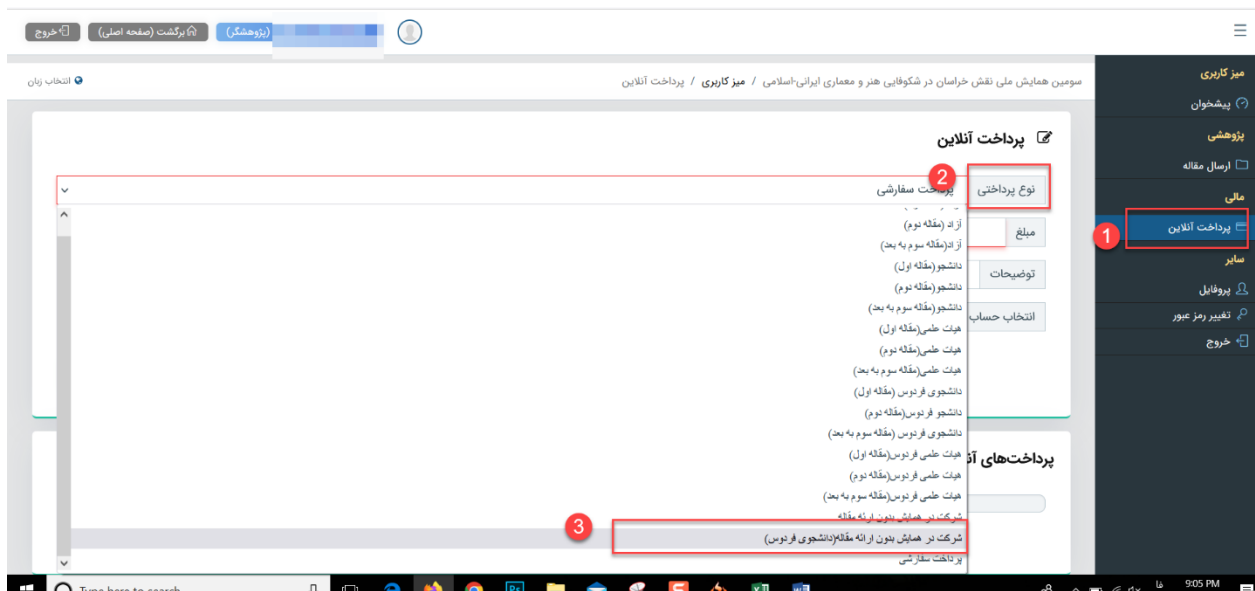 (پژوهشگر)
برگشت (صفحه اصلی)
خروج
میز کاربری
پیشخوان
پژوهشی
ارسال مقاله
مالی
پرداخت آنلاین
1
سایر
پروفایل
تغییر رمز عبور
خروج
سومین همایش ملی نقش خراسان در شکوفایی هنر و معماری ایرانی-اسلامی / میز کاربری / پرداخت آنلاین
انتخاب زبان
پرداخت آنلاین
2
نوع پرداختی
پرداخت سفارشی
مبلغ
توضیحات
انتخاب حساب
آزاد (مقاله دوم)
آزاد(مقاله سوم به بعد)
دانشجو(مقاله اول)
دانشجو(مقاله دوم)
دانشجو(مقاله سوم به بعد)
هیات علمی(مقاله اول)
هیات علمی(مقاله دوم)
هیات علمی(مقاله سوم به بعد)
دانشجوی فردوس (مقاله اول)
دانشجو فردوس(مقاله دوم)
دانشجوی فردوس (مقاله سوم به بعد)
هیات علمی فردوس(مقاله اول)
هیات علمی فردوس(مقاله دوم)
هیات علمی فردوس(مقاله سوم به بعد)
شرکت در همایش بدون ارائه مقاله
3
شرکت در همایش بدون ارائه مقاله(دانشجوی فردوس)
پرداخت سفارشی
پرداخت‌های آن
Type here to search
فا
9:05 PM